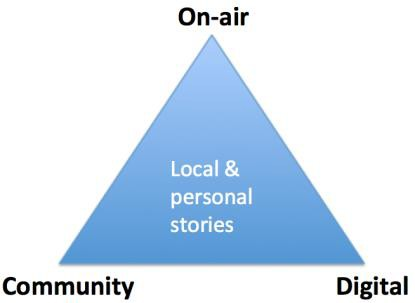 On-air
Local &
personal
stories
Community
Digital